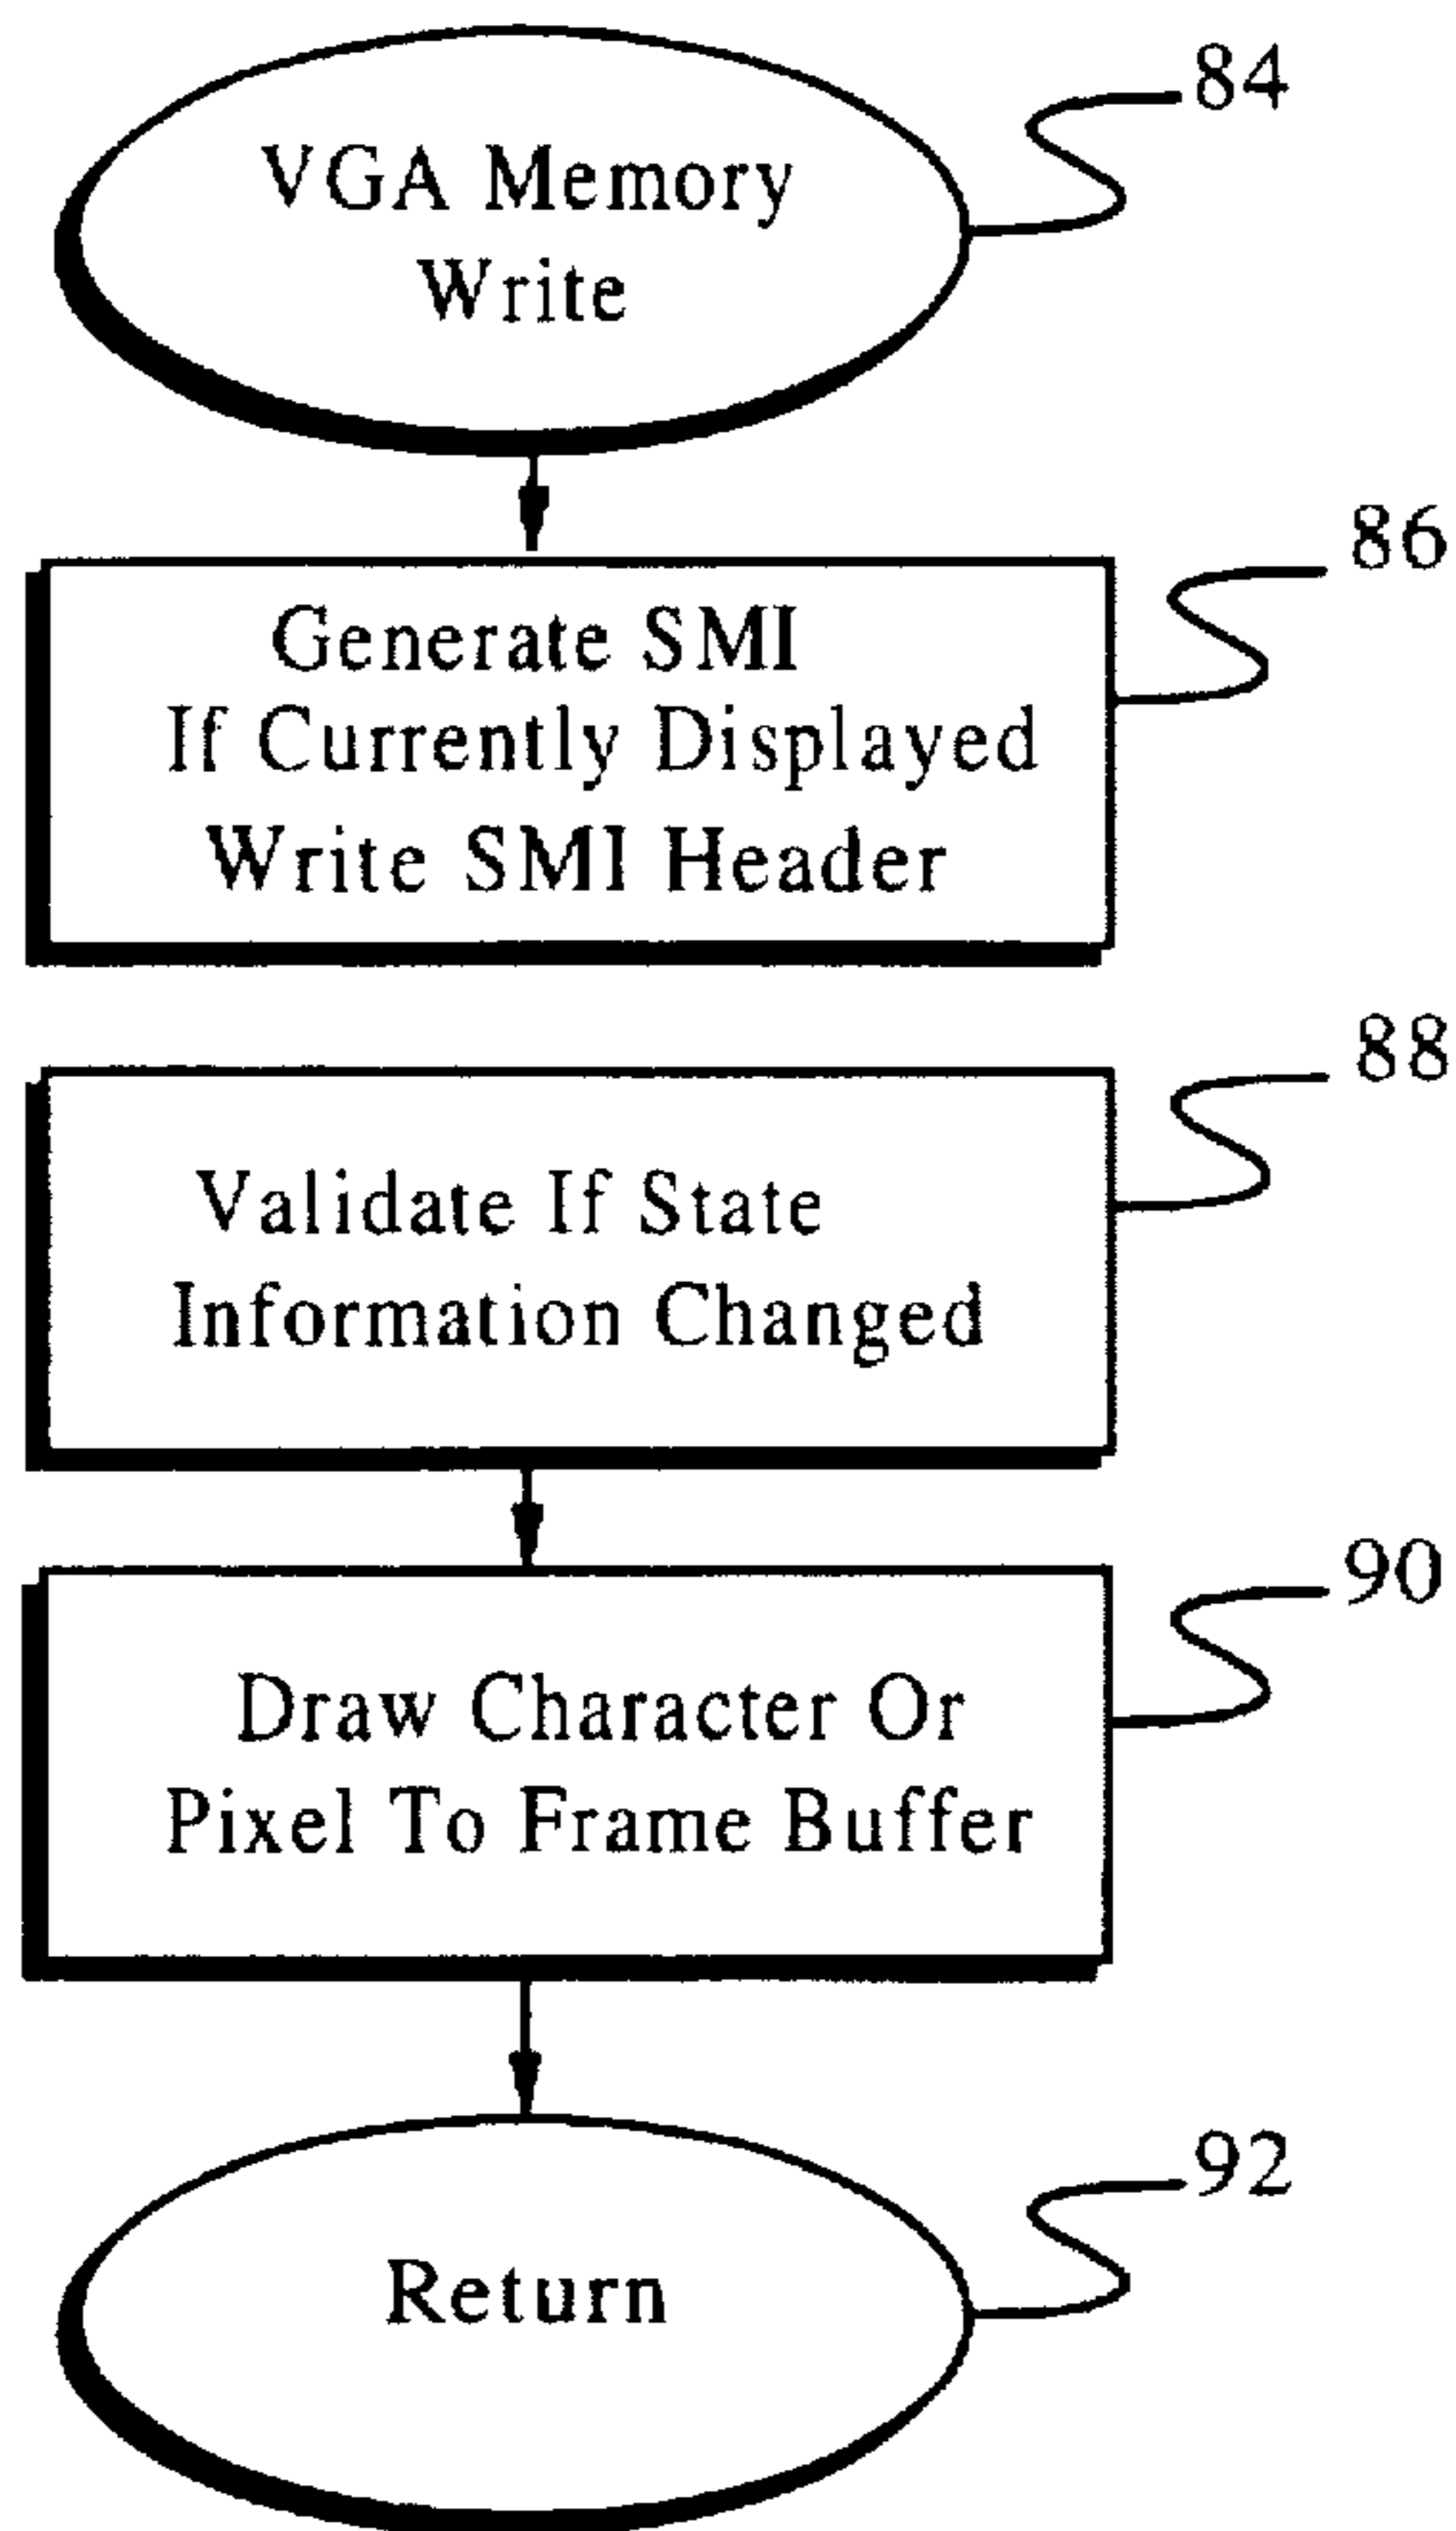 84
VGA Memory
Write
86
Generate SMI
If Currently Displayed
Write SMI Header
88
Validate If State
Information Changed
90
Draw Character Or
Pixel To Frame Buffer
92
Return